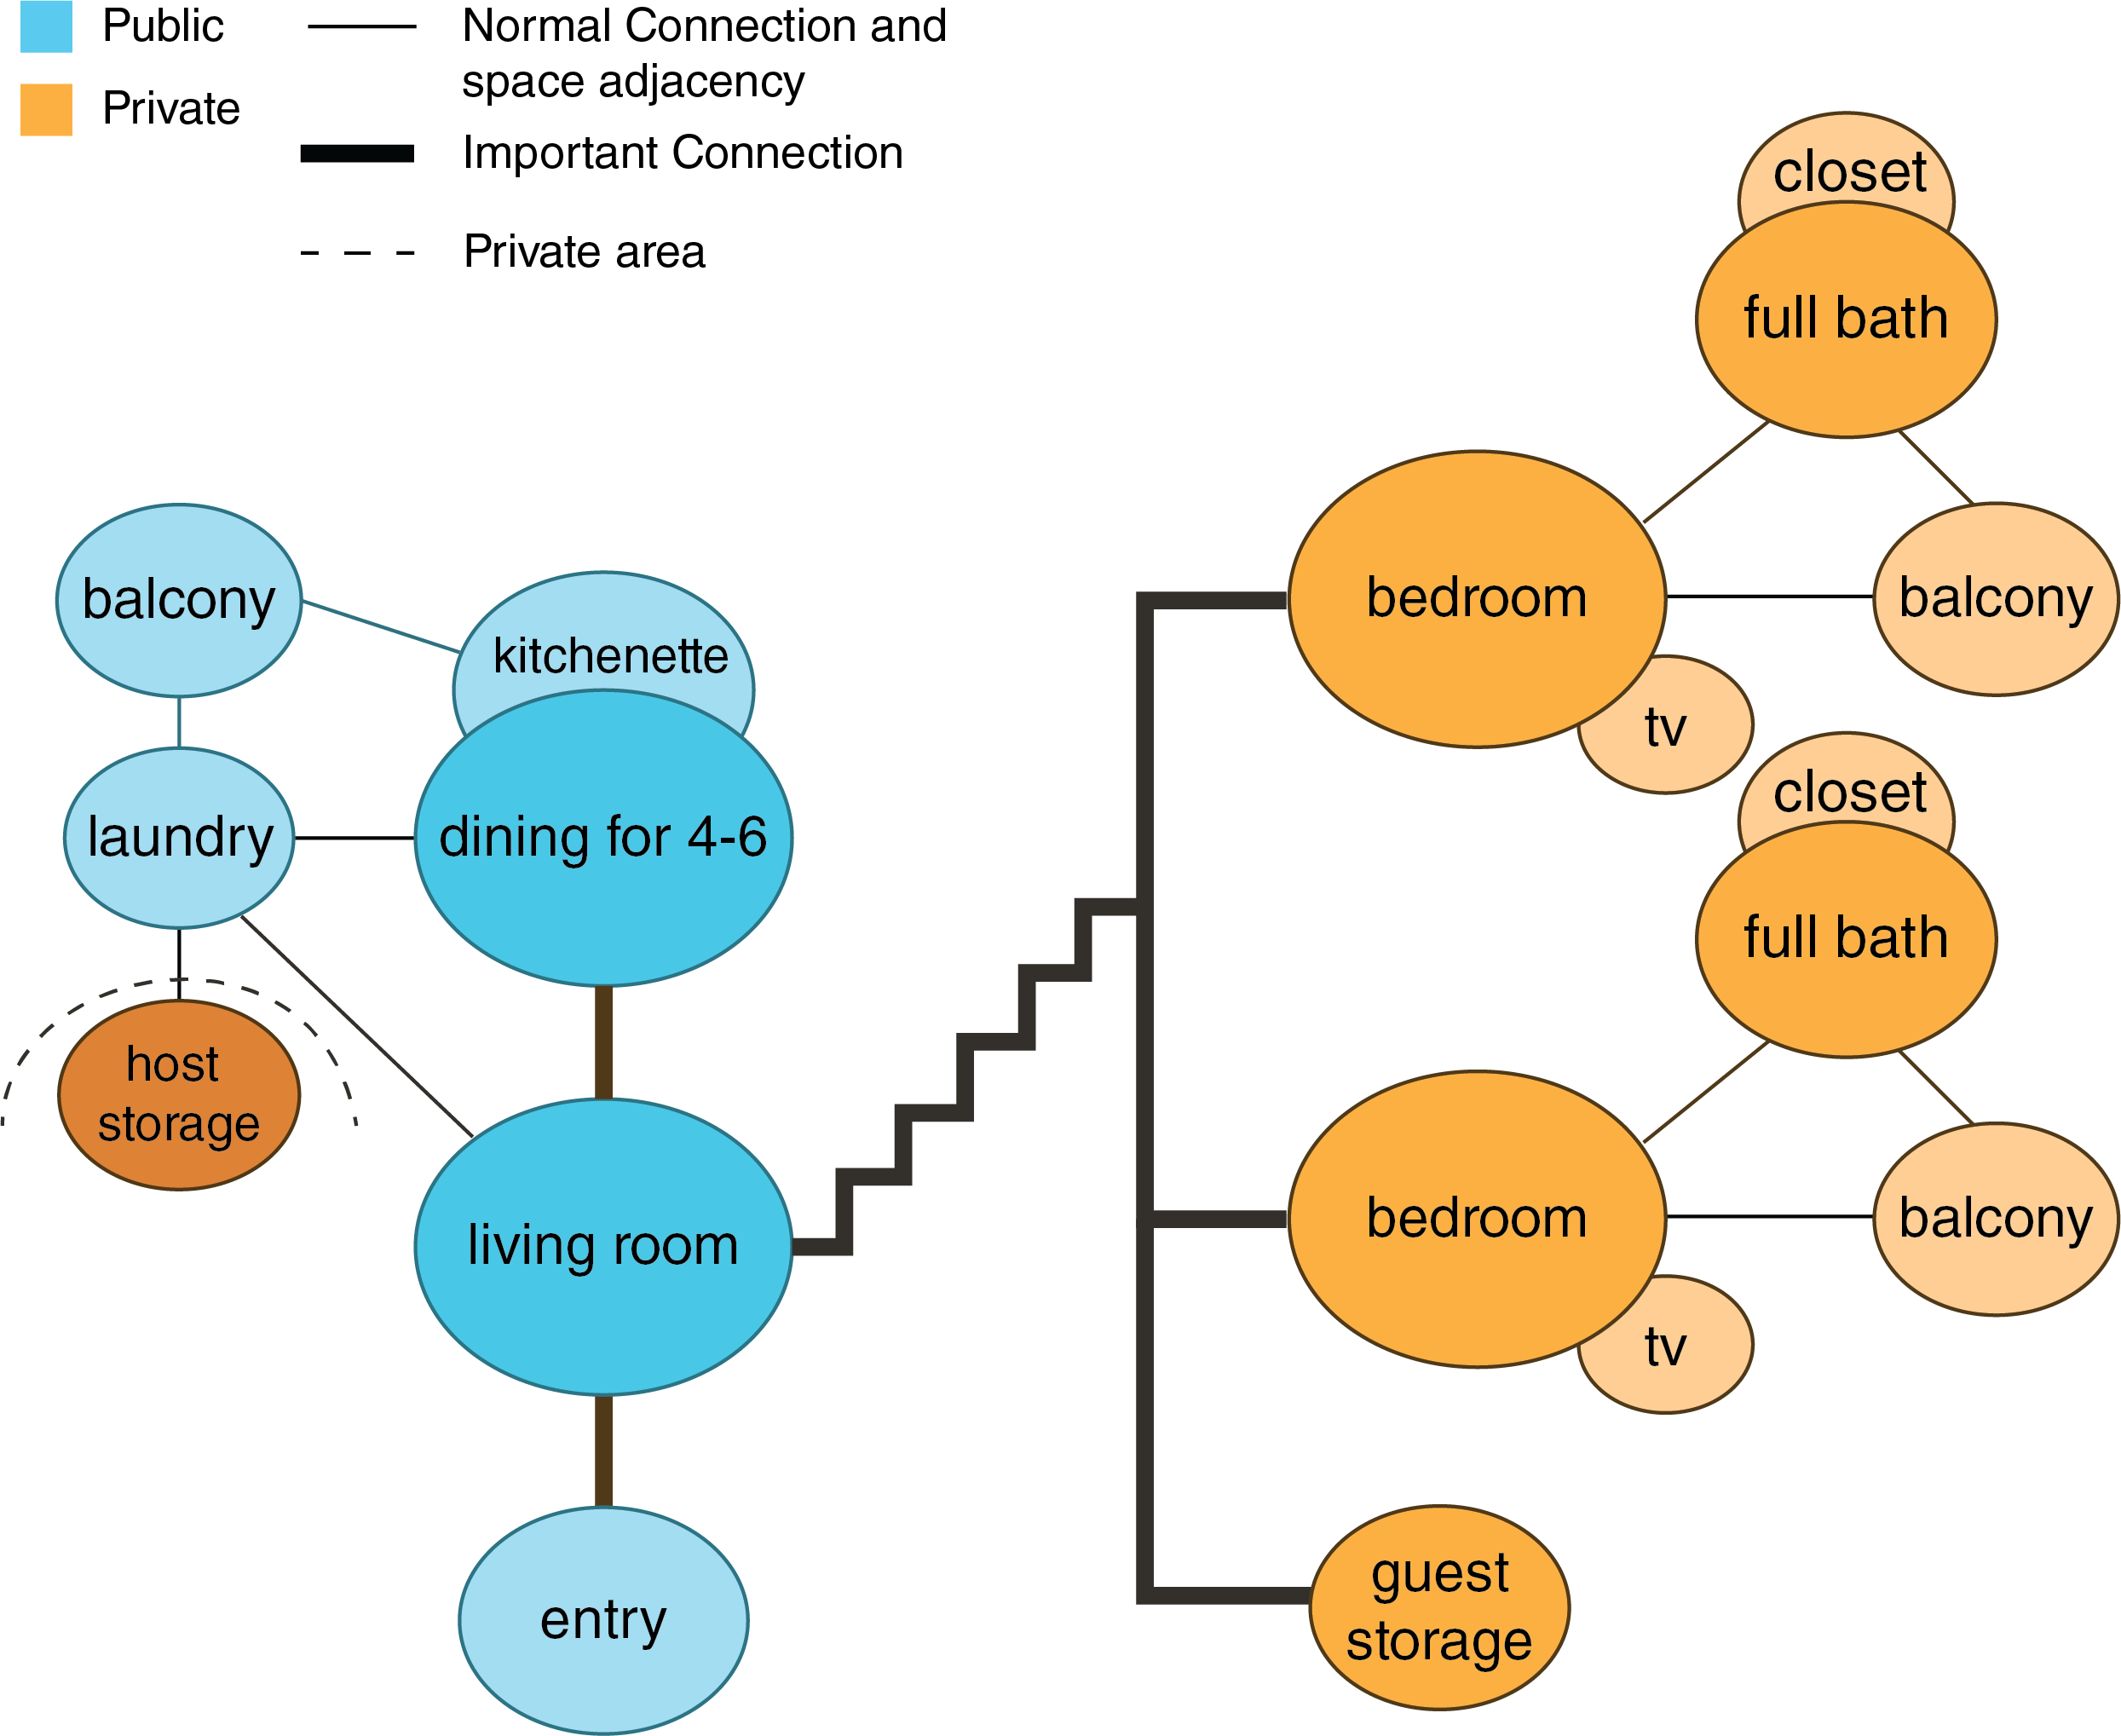 Public
Private
Normal Connection and
space adjacency
Important Connection
Private area
balcony
kitchenette
laundry
dining for 4-6
host
storage
living room
entry
closet
full bath
bedroom
balcony
tv
closet
full bath
bedroom
balcony
tv
guest
storage